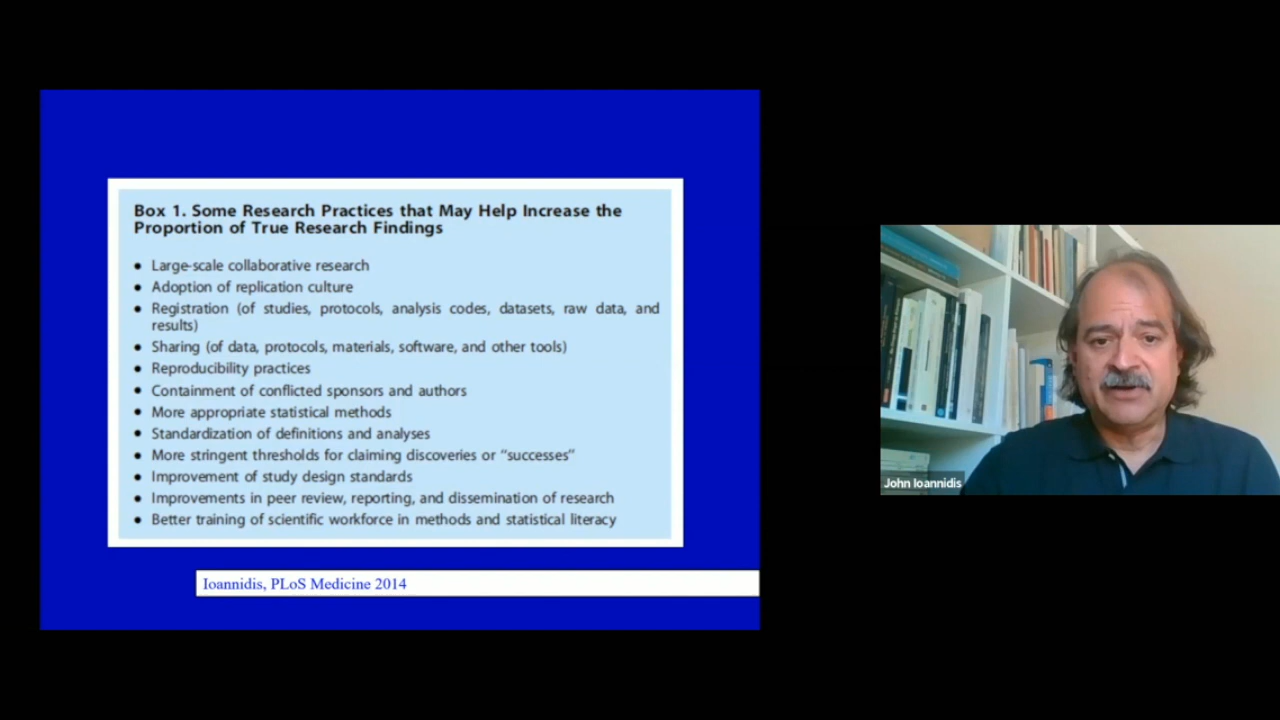 Box 1. Some Research Practices that May Help Increase the
Proportion of True Research Findings
• Large-scale collaborative research
• Adoption of replication culture
• Registration (of studies, protocols, analysis codes, datasets, raw data, and
results)
• Sharing (of data, protocols, materials, software, and other tools)
• Reproducibility practices
• Containment of conflicted sponsors and authors
• More appropriate statistical methods
• Standardization of definitions and analyses
• More stringent thresholds for claiming discoveries or “successes”
• Improvement of study design standards
• Improvements in peer review, reporting, and dissemination of research
• Better training of scientific workforce in methods and statistical literacy
Ioannidis, PLoS Medicine 2014
John Ioannidis